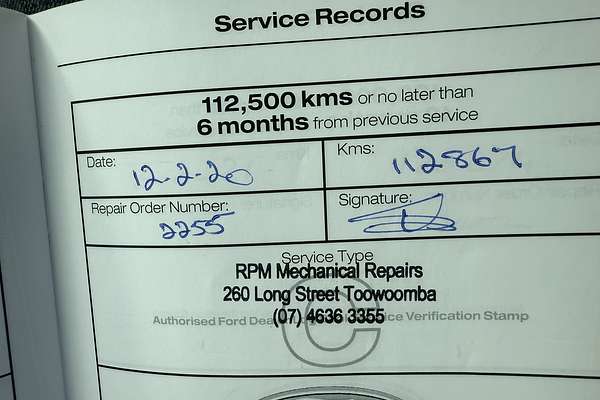 Service Records
112,500 kms or no later than
6 months from previous service
Date: 12-2-20
Kms: 112867
Repair Order Number: 2255
Signature:
Service Type
RPM Mechanical Repairs
260 Long Street Toowoomba
(07) 4636 3355
Authorised Ford Service Verification Stamp
C